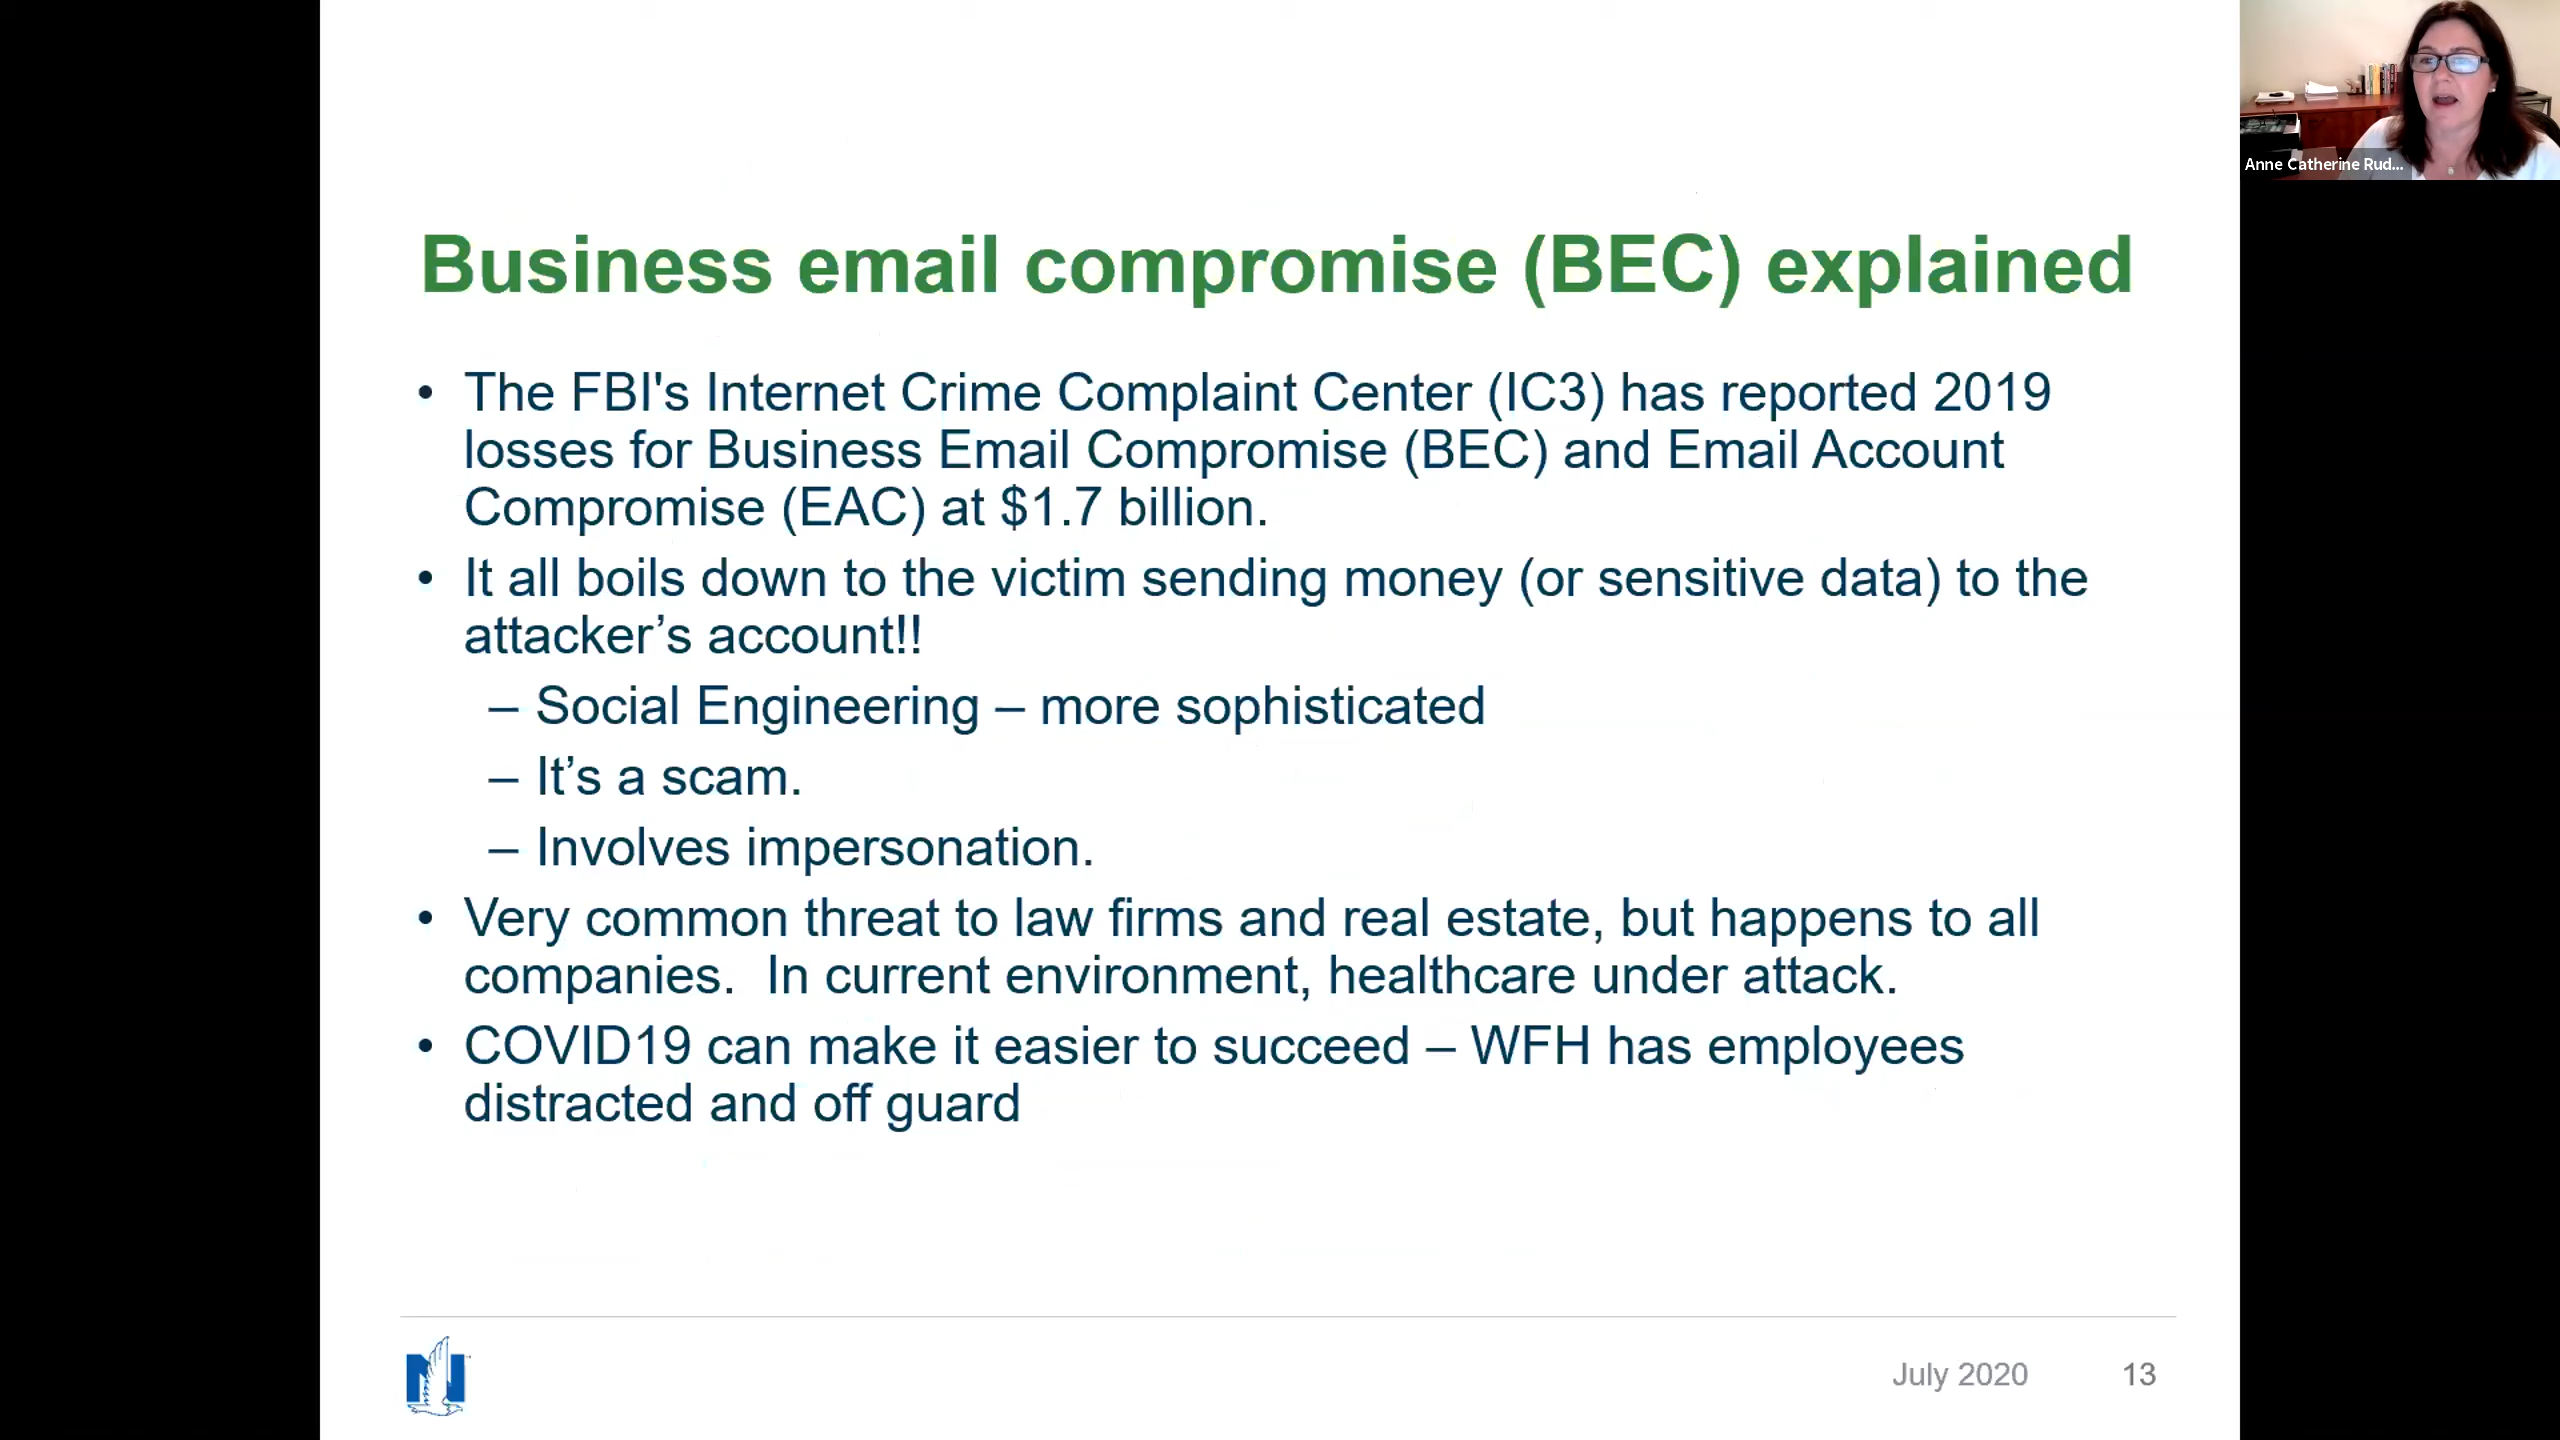 Anne Catherine Rud...
Business email compromise (BEC) explained
• The FBI's Internet Crime Complaint Center (IC3) has reported 2019
losses for Business Email Compromise (BEC) and Email Account
Compromise (EAC) at $1.7 billion.
• It all boils down to the victim sending money (or sensitive data) to the
attacker’s account!!
– Social Engineering – more sophisticated
– It’s a scam.
– Involves impersonation.
• Very common threat to law firms and real estate, but happens to all
companies.  In current environment, healthcare under attack.
• COVID19 can make it easier to succeed – WFH has employees
distracted and off guard
N
July 2020 13